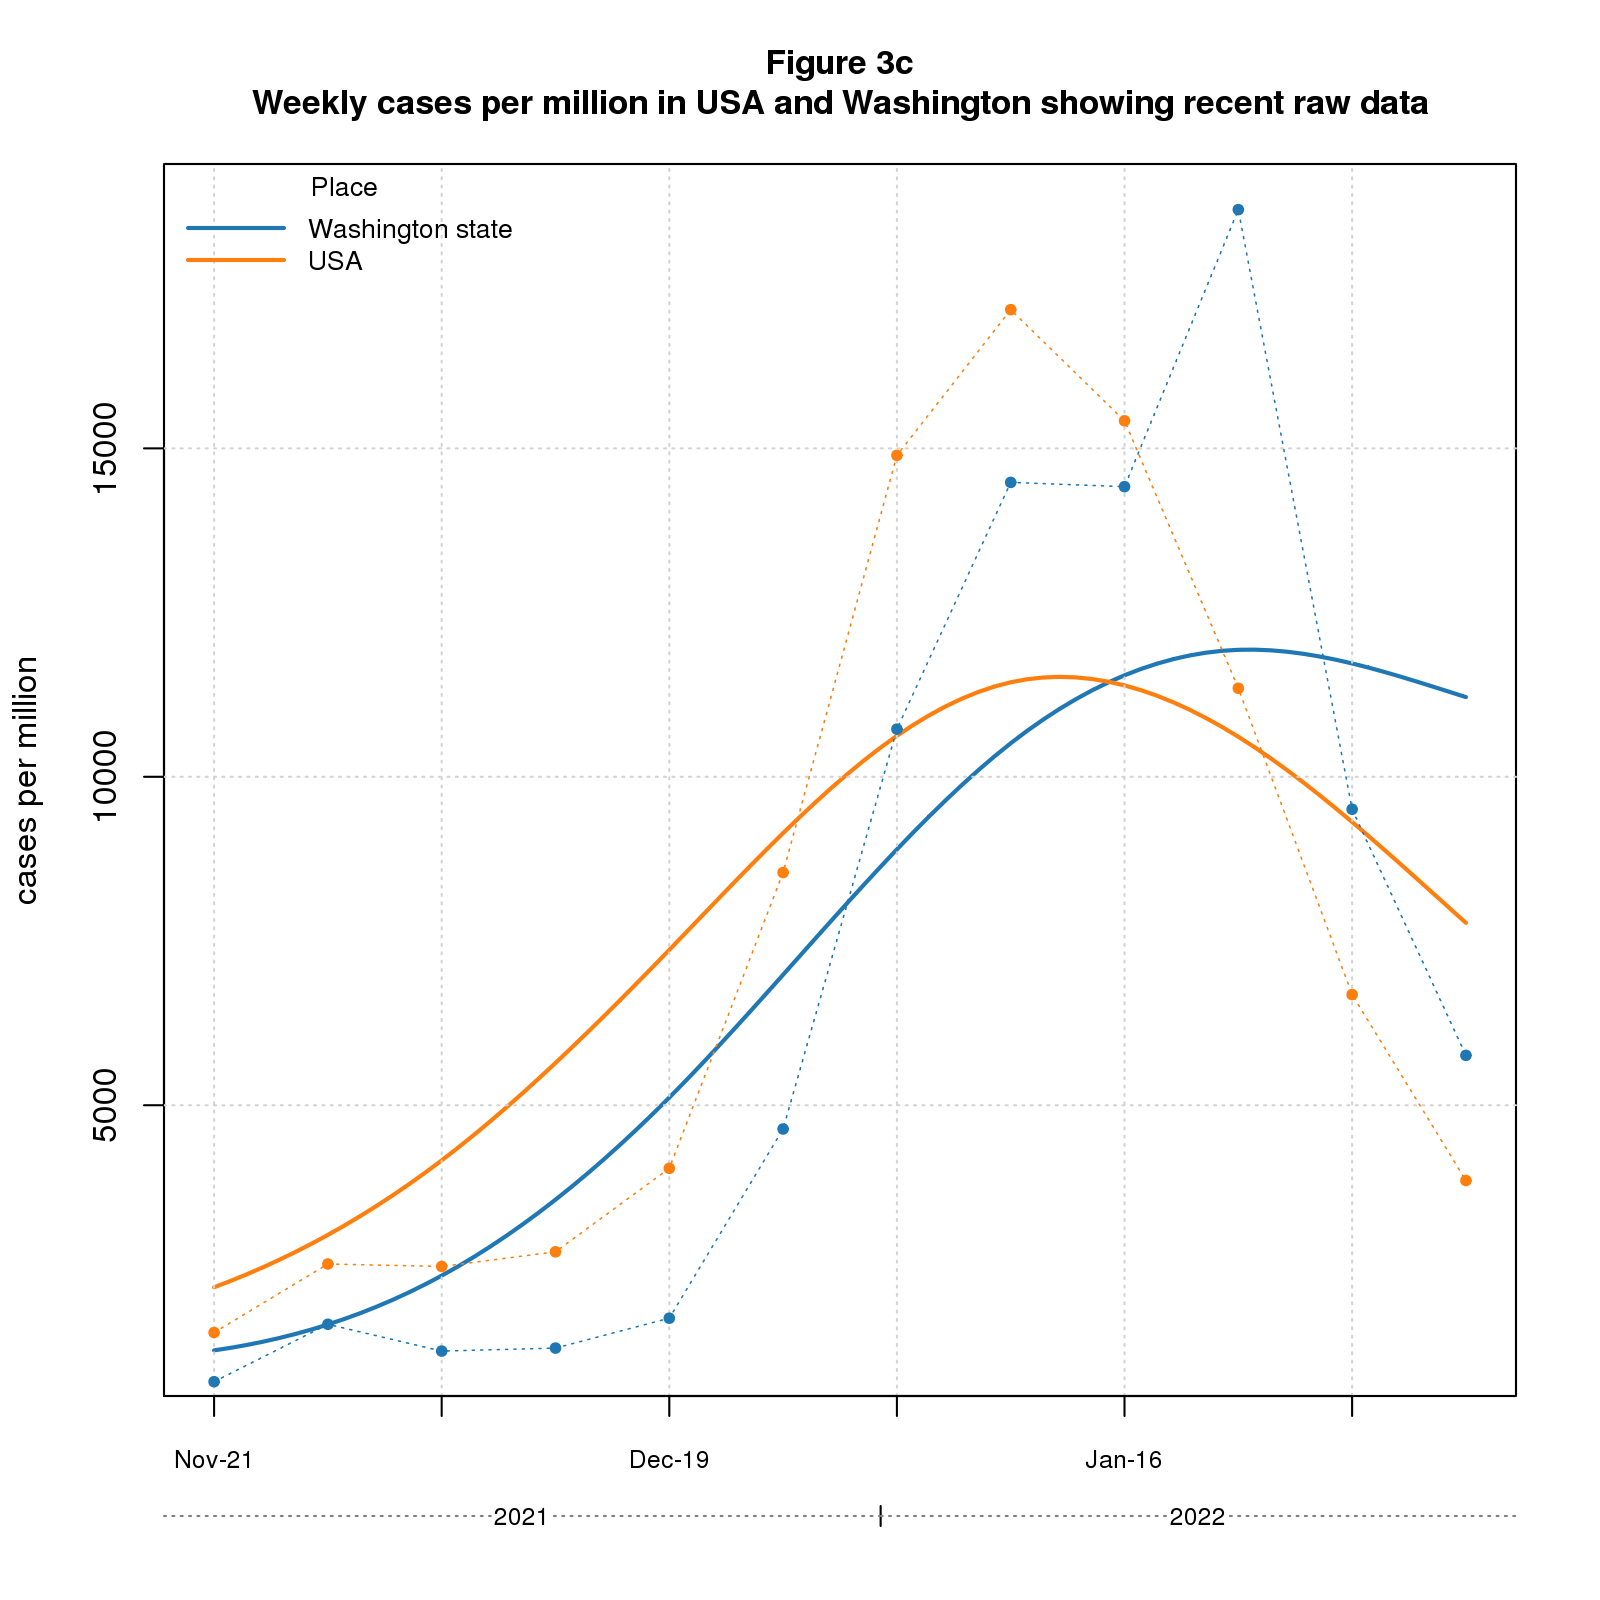 Figure 3c
Weekly cases per million in USA and Washington showing recent raw data
Place
Washington state
USA
cases per million
15000
10000
5000
Nov-21 Dec-19 Jan-16
2021 2022